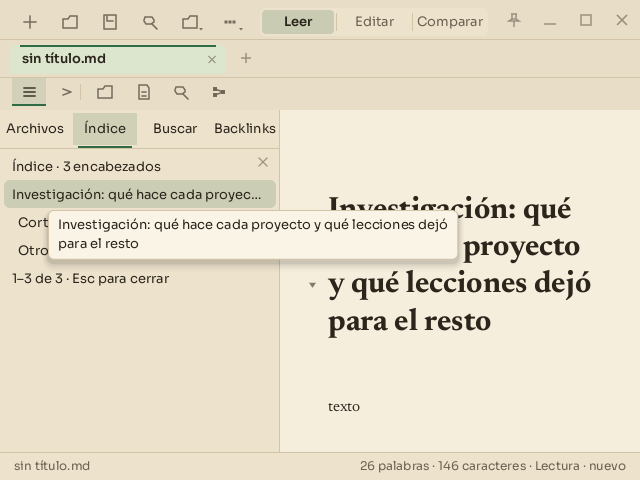 Leer
Editar
Comparar
sin título.md
Archivos
Índice
Buscar
Backlinks
Índice · 3 encabezados
Investigación: qué hace cada proyec...
Cort
Otro
Investigación: qué hace cada proyecto y qué lecciones dejó
para el resto
1–3 de 3 · Esc para cerrar
Investigación: qué
proyecto
y qué lecciones dejó
para el resto
texto
sin título.md
26 palabras · 146 caracteres · Lectura · nuevo